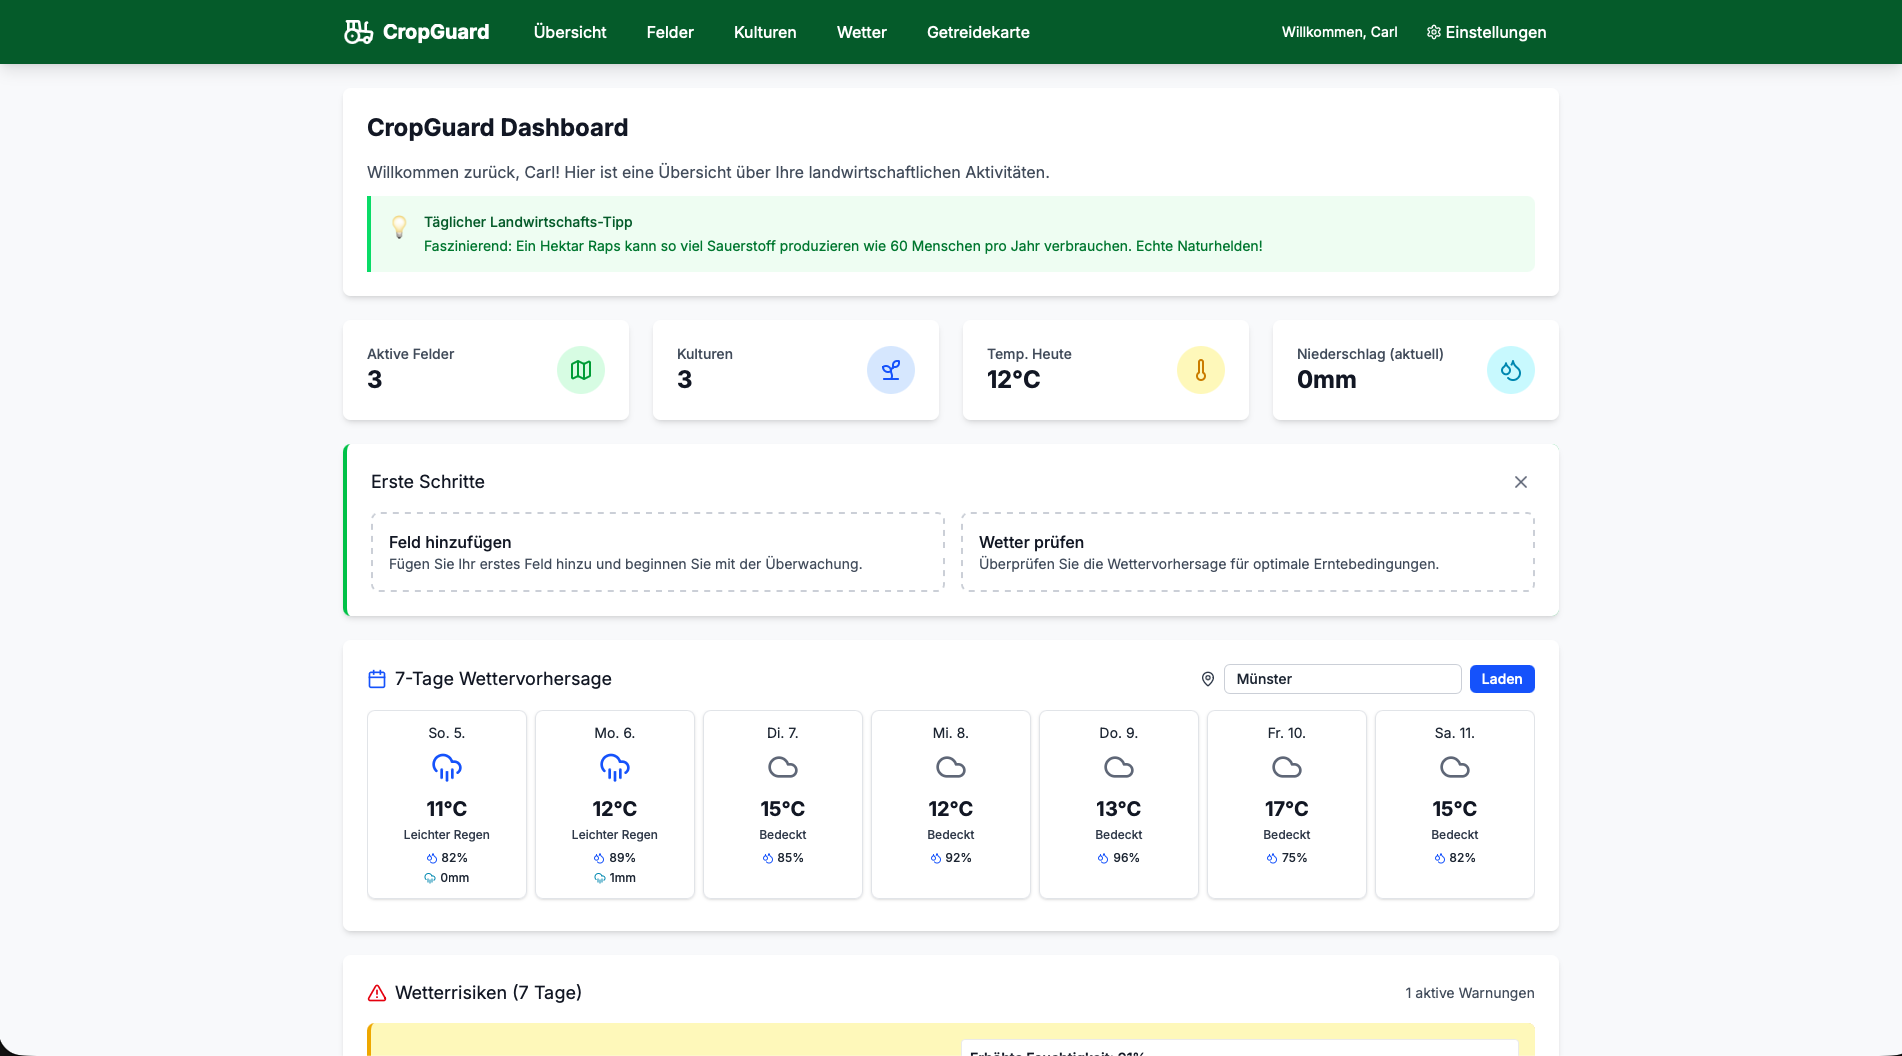 CropGuard
Übersicht
Felder
Kulturen
Wetter
Getreidekarte
Willkommen, Carl
Einstellungen
CropGuard Dashboard
Willkommen zurück, Carl! Hier ist eine Übersicht über Ihre landwirtschaftlichen Aktivitäten.
Täglicher Landwirtschafts-Tipp
Faszinierend: Ein Hektar Raps kann so viel Sauerstoff produzieren wie 60 Menschen pro Jahr verbrauchen. Echte Naturhelden!
Aktive Felder
3
Kulturen
3
Temp. Heute
12°C
Niederschlag (aktuell)
0mm
Erste Schritte
Feld hinzufügen
Fügen Sie Ihr erstes Feld hinzu und beginnen Sie mit der Überwachung.
Wetter prüfen
Überprüfen Sie die Wettervorhersage für optimale Erntebedingungen.
7-Tage Wettervorhersage
Münster
Laden
So. 5.
11°C
Leichter Regen
82%
0mm
Mo. 6.
12°C
Leichter Regen
89%
1mm
Di. 7.
15°C
Bedeckt
85%
Mi. 8.
12°C
Bedeckt
92%
Do. 9.
13°C
Bedeckt
96%
Fr. 10.
17°C
Bedeckt
75%
Sa. 11.
15°C
Bedeckt
82%
Wetterrisiken (7 Tage)
1 aktive Warnungen
Erhöhte Feuchtigkeit: